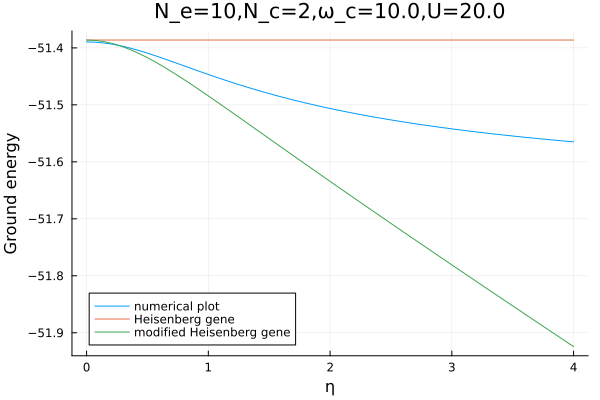 N_e=10,N_c=2,ω_c=10.0,U=20.0
Ground energy
−51.4
−51.5
−51.6
−51.7
−51.8
−51.9
numerical plot
Heisenberg gene
modified Heisenberg gene
0
1
2
3
4
η